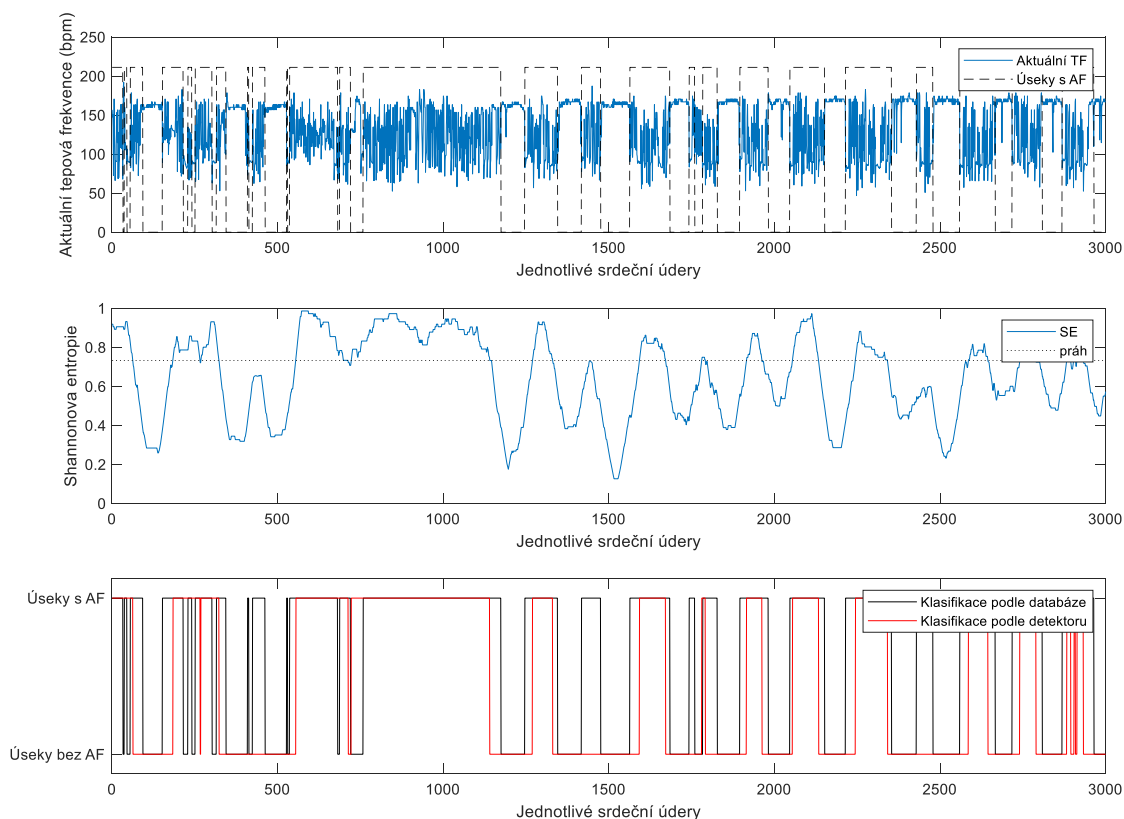 Aktuální tepová frekvence (bpm)
250
200
150
100
50
0
Aktuální TF
Úseky s AF
0 500 1000 1500 2000 2500 3000
Jednotlivé srdeční údery
Shannonova entropie
1
0.8
0.6
0.4
0.2
0
SE
práh
0 500 1000 1500 2000 2500 3000
Jednotlivé srdeční údery
Úseky s AF
Úseky bez AF
Klasifikace podle databáze
Klasifikace podle detektoru
0 500 1000 1500 2000 2500 3000
Jednotlivé srdeční údery